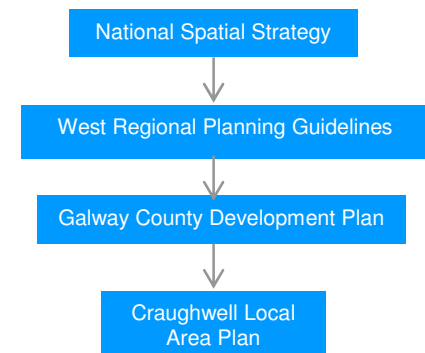 National Spatial Strategy
West Regional Planning Guidelines
Galway County Development Plan
Craughwell Local
Area Plan